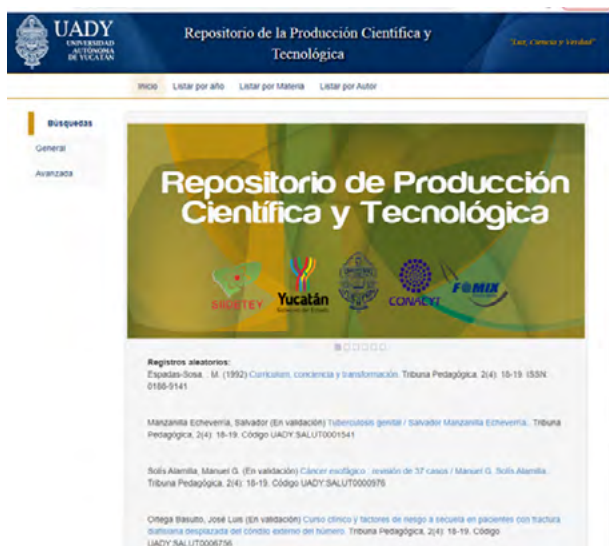 UADY
UNIVERSIDAD
AUTÓNOMA
DE YUCATÁN
Repositorio de la Producción Científica y
Tecnológica
"Luz, Ciencia y Verdad"
Inicio Listar por año Listar por Materia Listar por Autor
Búsquedas
General
Avanzada
Repositorio de Producción
Científica y Tecnológica
SIIDETEY
Yucatán
CONACYT
FOMIX
Registros aleatorios:
Espadas-Sosa, : M. (1992) Curriculum, conciencia y transformación. Tribuna Pedagógica, 2(4): 18-19. ISSN:
0188-9141
Manzanilla Echeverría, Salvador (En validación) Tuberculosis genital / Salvador Manzanilla Echeverría,. Tribuna
Pedagógica, 2(4): 18-19. Código UADY:SALUT0001541
Solís Alamilla, Manuel G. (En validación) Cáncer esofágico : revisión de 37 casos / Manuel G. Solís Alamilla.
Tribuna Pedagógica, 2(4): 18-19. Código UADY:SALUT0000976
Ortega Basulto, José Luis (En validación) Curso clínico y factores de riesgo a secuela en pacientes con fractura
diafisiaria desplazada del cóndilo externo del húmero. Tribuna Pedagógica, 2(4): 18-19. Código
UADY:SALUT0006736